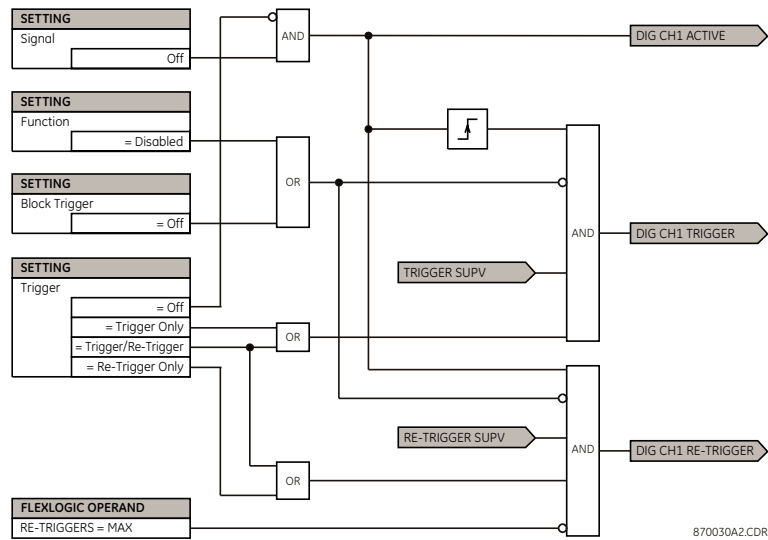 SETTING
Signal
Off
AND
DIG CH1 ACTIVE
SETTING
Function
= Disabled
OR
SETTING
Block Trigger
= Off
AND
DIG CH1 TRIGGER
TRIGGER SUPV
SETTING
Trigger
= Off
= Trigger Only
= Trigger/Re-Trigger
= Re-Trigger Only
OR
RE-TRIGGER SUPV
AND
DIG CH1 RE-TRIGGER
OR
FLEXLOGIC OPERAND
RE-TRIGGERS = MAX
870030A2.CDR